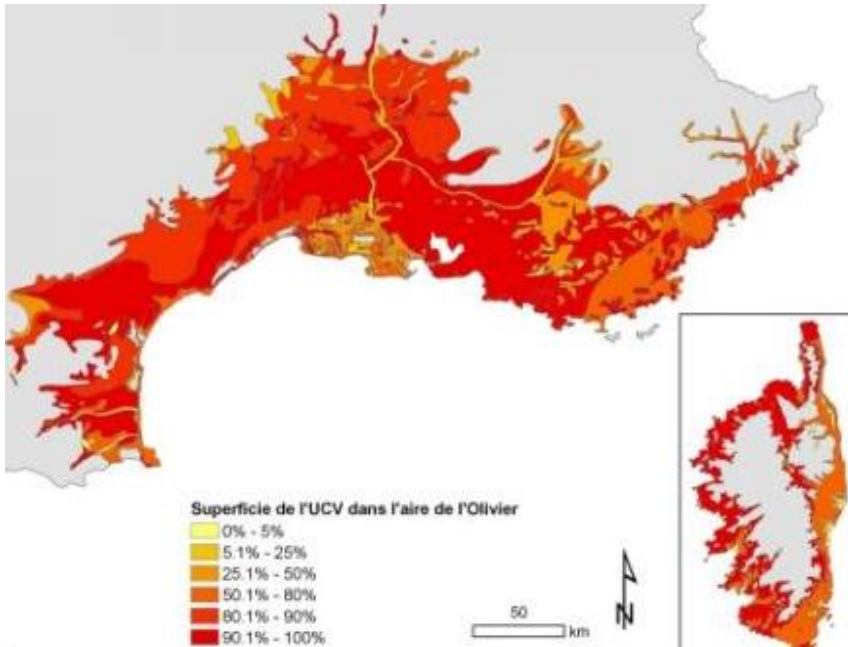 Superficie de l'UCV dans l'aire de l'Olivier
0% - 5%
5.1% - 25%
25.1% - 50%
50.1% - 80%
80.1% - 90%
90.1% - 100%
50
km
N